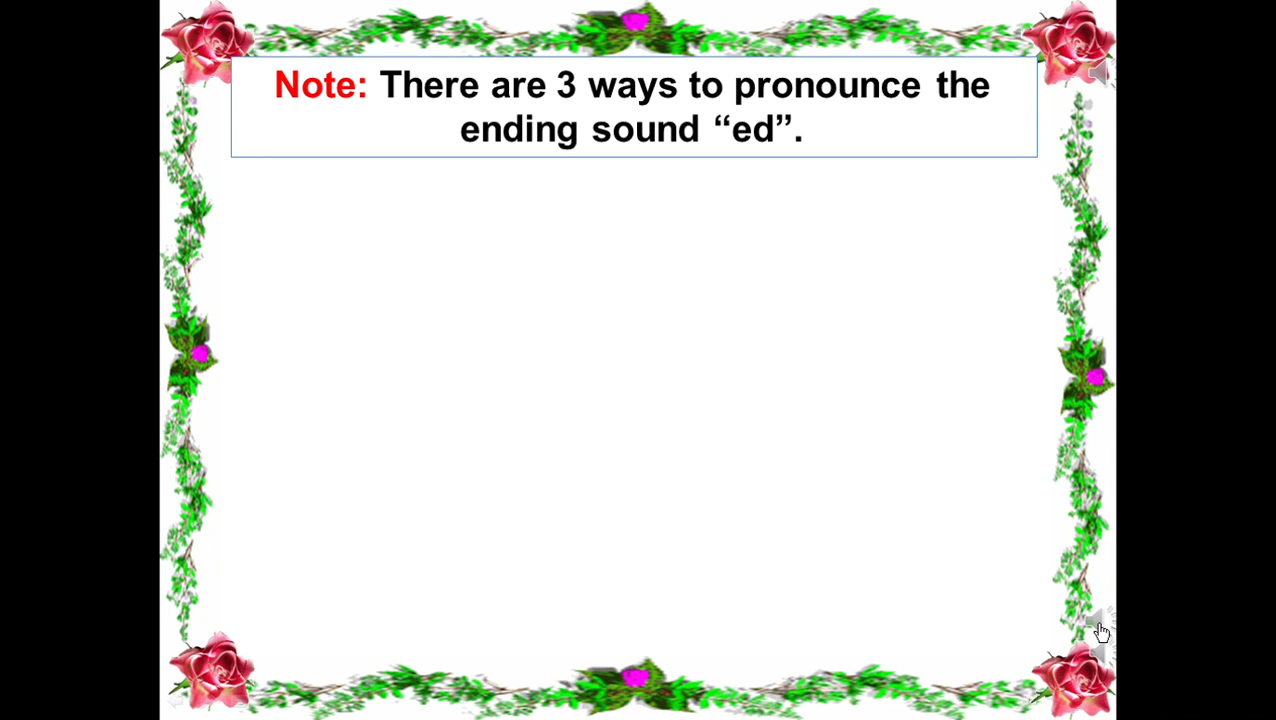 Note: There are 3 ways to pronounce the
ending sound “ed”.